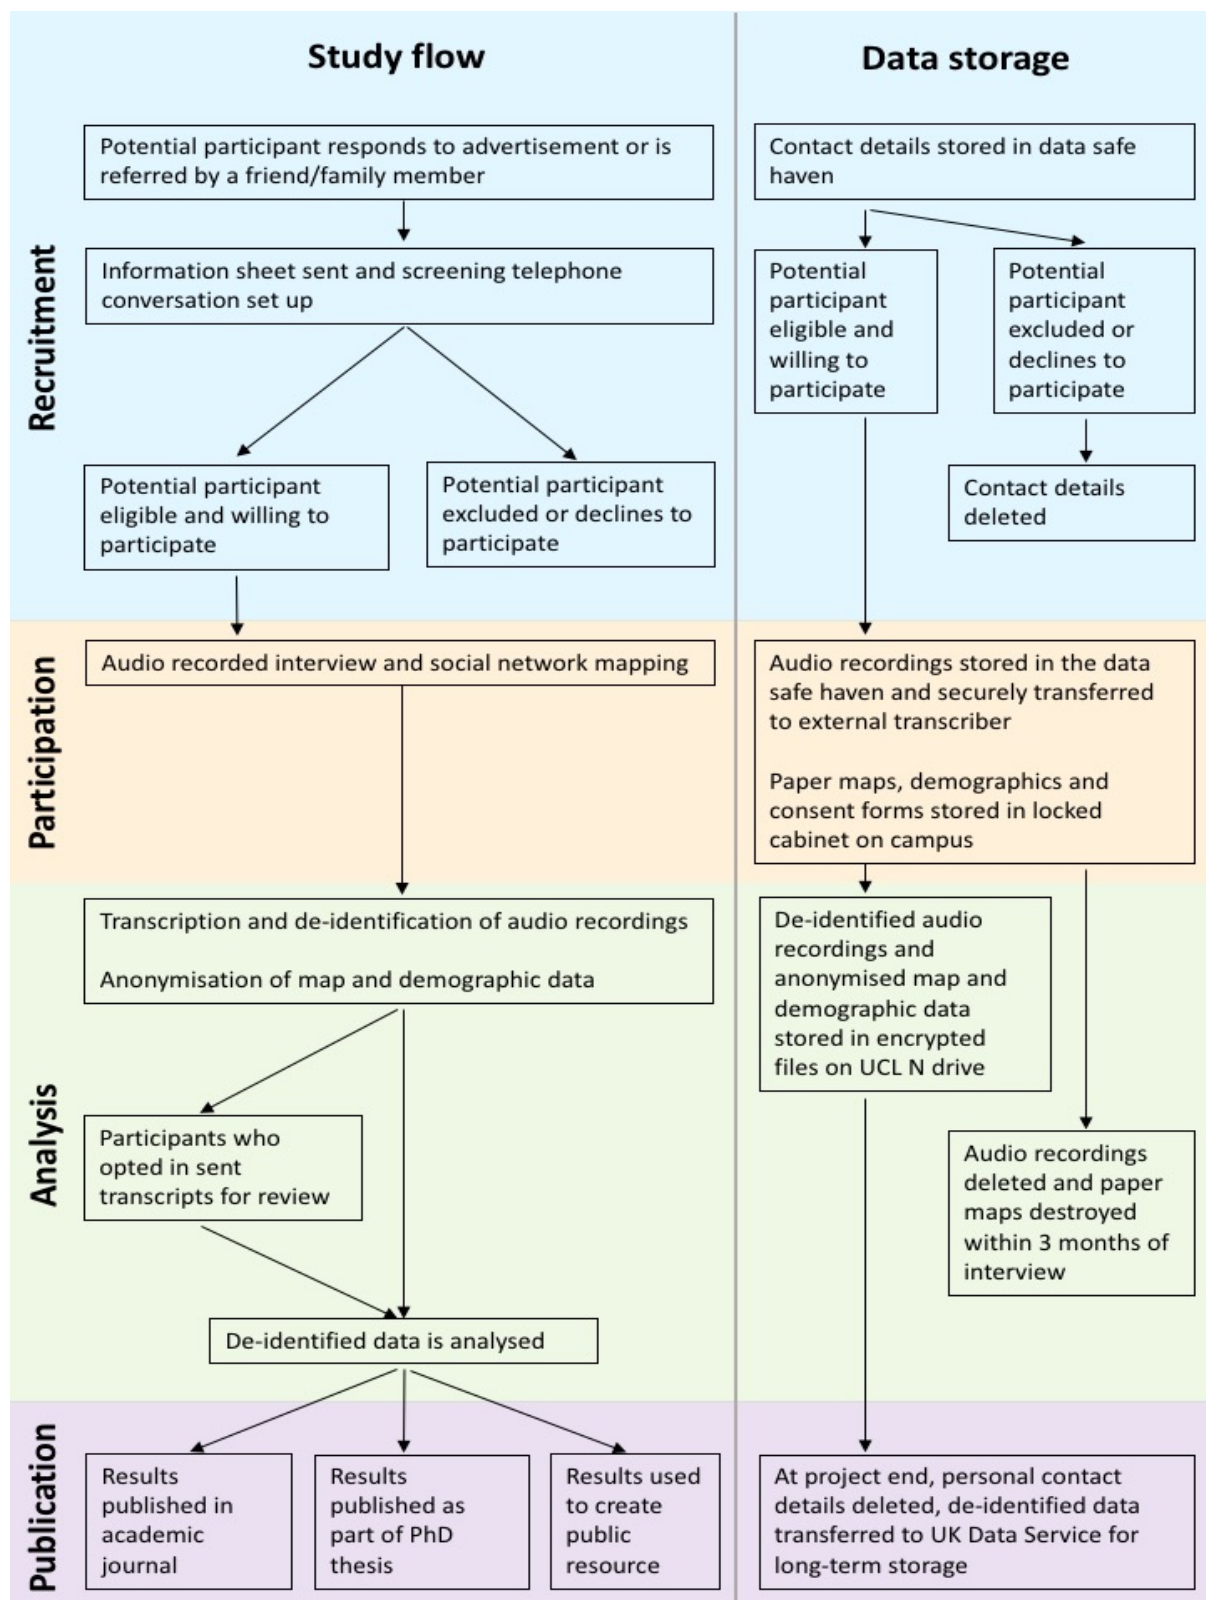 Study flow
Data storage
Recruitment
Potential participant responds to advertisement or is
referred by a friend/family member
Information sheet sent and screening telephone
conversation set up
Potential participant
eligible and willing to
participate
Potential participant
excluded or declines to
participate
Contact details stored in data safe
haven
Potential
participant
eligible and
willing to
participate
Potential
participant
excluded or
declines to
participate
Contact details
deleted
Participation
Audio recorded interview and social network mapping
Audio recordings stored in the data
safe haven and securely transferred
to external transcriber
Paper maps, demographics and
consent forms stored in locked
cabinet on campus
Analysis
Transcription and de-identification of audio recordings
Anonymisation of map and demographic data
Participants who
opted in sent
transcripts for review
De-identified data is analysed
De-identified audio
recordings and
anonymised map and
demographic data
stored in encrypted
files on UCL N drive
Audio recordings
deleted and paper
maps destroyed
within 3 months of
interview
Publication
Results
published in
academic
journal
Results
published as
part of PhD
thesis
Results used
to create
public
resource
At project end, personal contact
details deleted, de-identified data
transferred to UK Data Service for
long-term storage